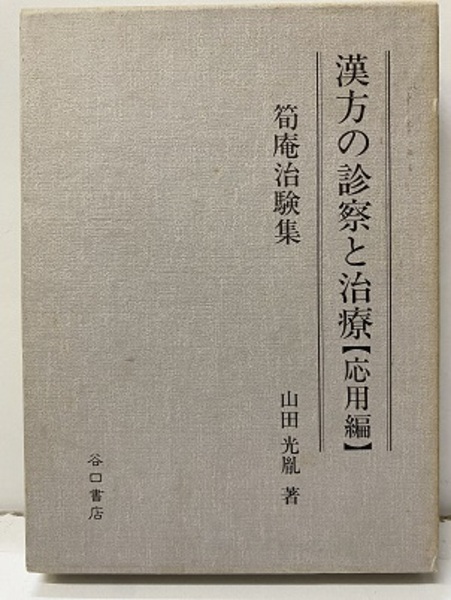 漢方の診察と治療【応用編】
筍庵治験集
山田光胤 著
谷口書店